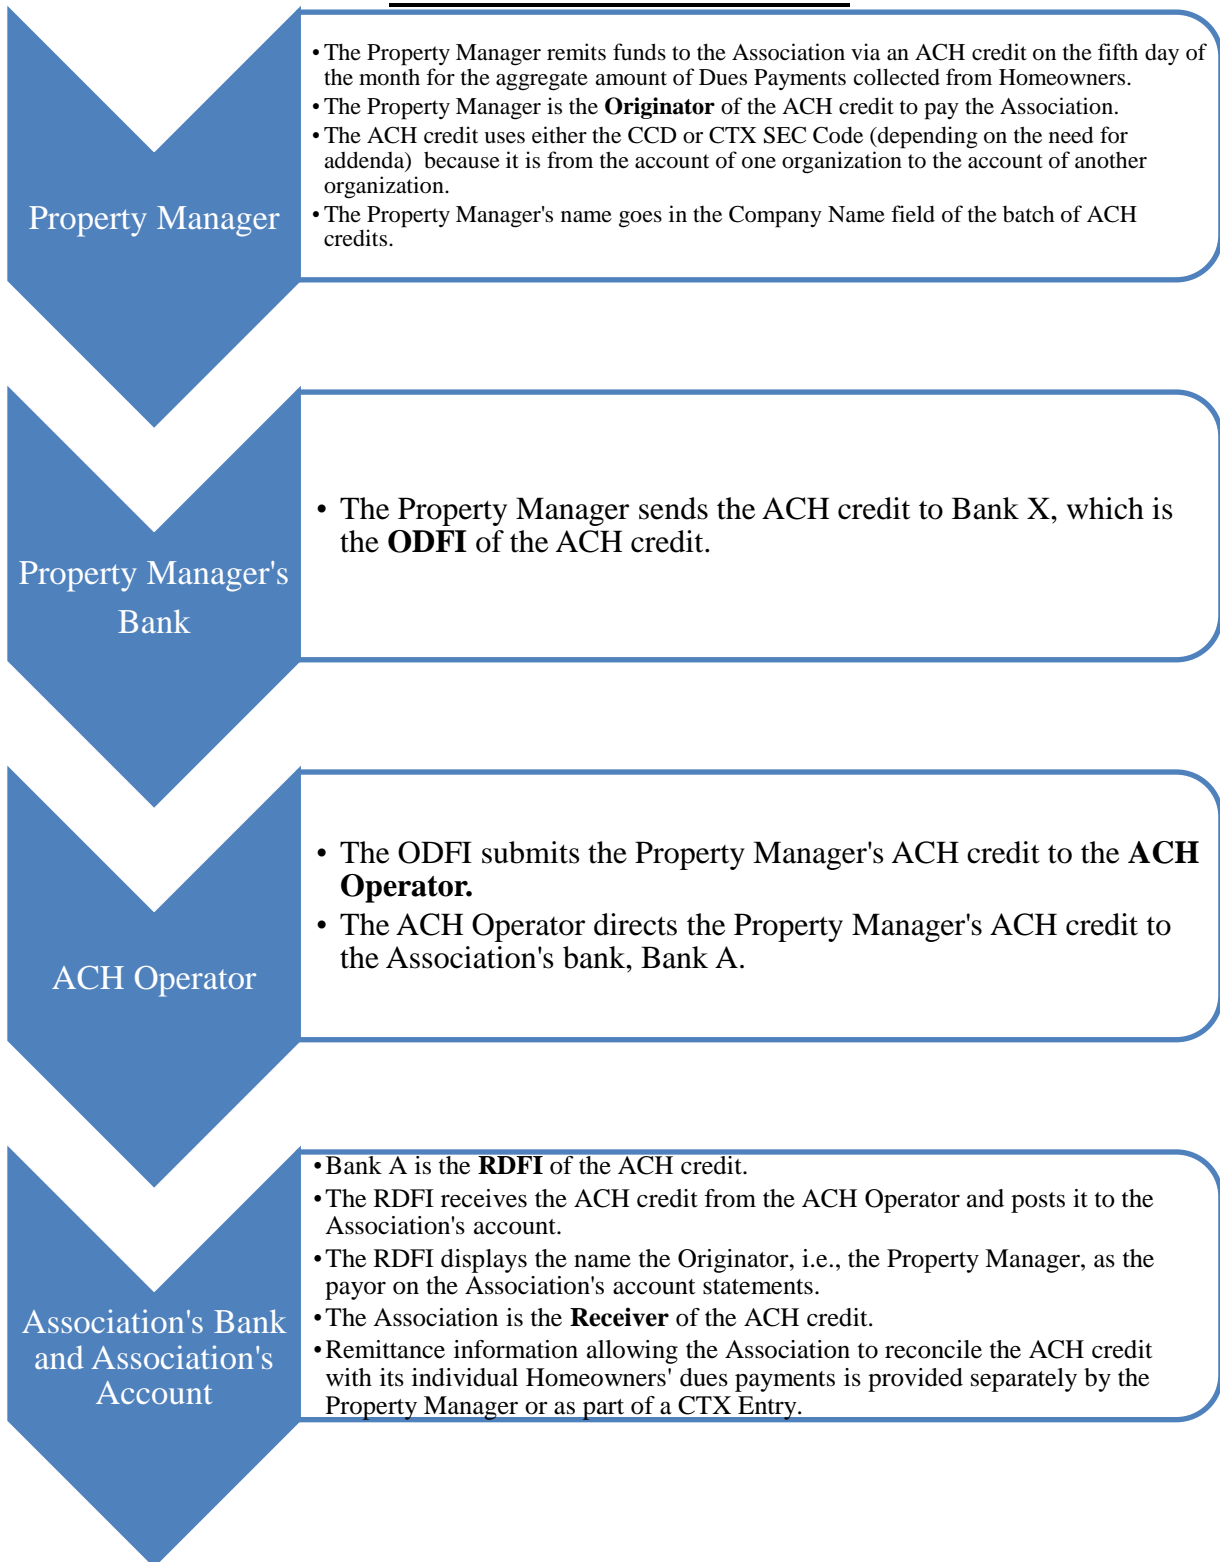 Property Manager
• The Property Manager remits funds to the Association via an ACH credit on the fifth day of
the month for the aggregate amount of Dues Payments collected from Homeowners.
• The Property Manager is the Originator of the ACH credit to pay the Association.
• The ACH credit uses either the CCD or CTX SEC Code (depending on the need for
addenda) because it is from the account of one organization to the account of another
organization.
• The Property Manager's name goes in the Company Name field of the batch of ACH
credits.
Property Manager's
Bank
• The Property Manager sends the ACH credit to Bank X, which is
the ODFI of the ACH credit.
ACH Operator
• The ODFI submits the Property Manager's ACH credit to the ACH
Operator.
• The ACH Operator directs the Property Manager's ACH credit to
the Association's bank, Bank A.
Association's Bank
and Association's
Account
• Bank A is the RDFI of the ACH credit.
• The RDFI receives the ACH credit from the ACH Operator and posts it to the
Association's account.
• The RDFI displays the name the Originator, i.e., the Property Manager, as the
payor on the Association's account statements.
• The Association is the Receiver of the ACH credit.
• Remittance information allowing the Association to reconcile the ACH credit
with its individual Homeowners' dues payments is provided separately by the
Property Manager or as part of a CTX Entry.